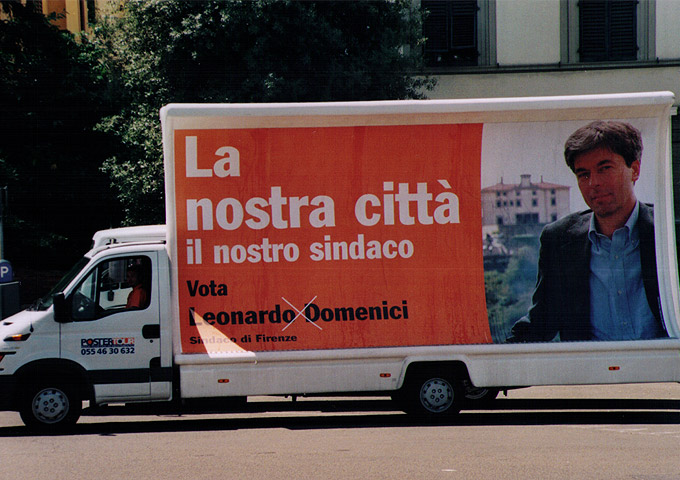 La
nostra città
il nostro sindaco
Vota
Leonardo Domenici
Sindaco di Firenze
POSTERTOUR
055 46 30 632
P